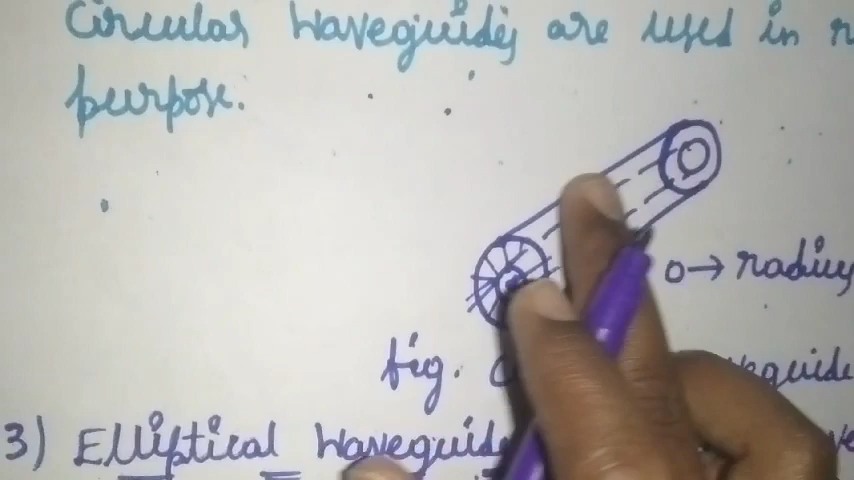 Circular Waveguides are used in
purpose.
o→ radius
fig.
3) Elliptical Waveguide